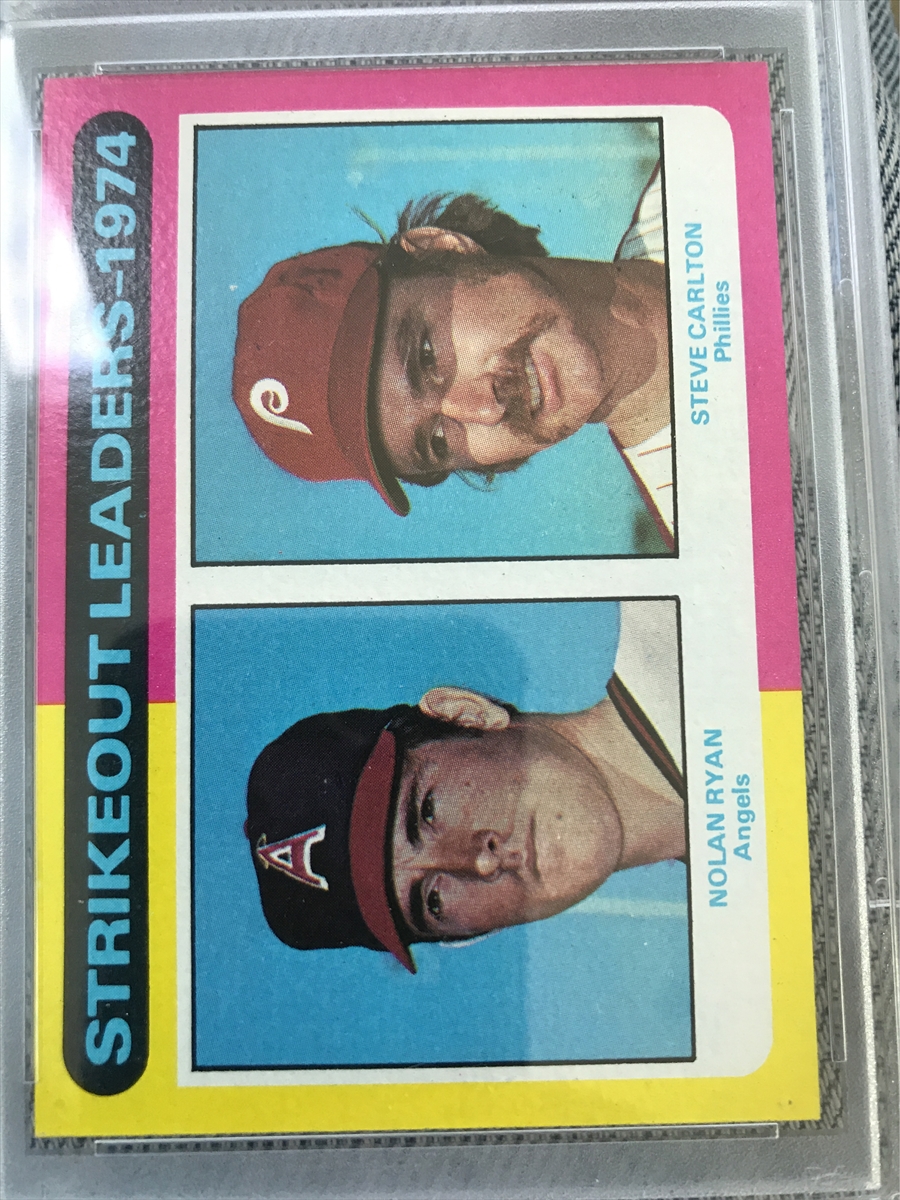 STRIKEOUT LEADERS-1974
NOLAN RYAN
Angels
STEVE CARLTON
Phillies
A
P